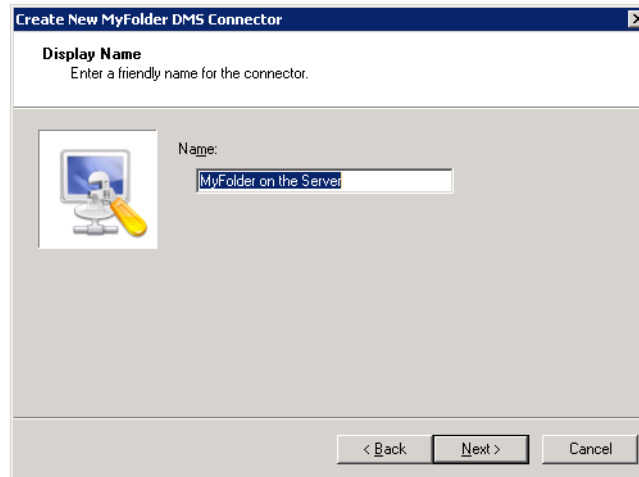 Create New MyFolder DMS Connector
Display Name
Enter a friendly name for the connector.
Name:
MyFolder on the Server
< Back
Next >
Cancel